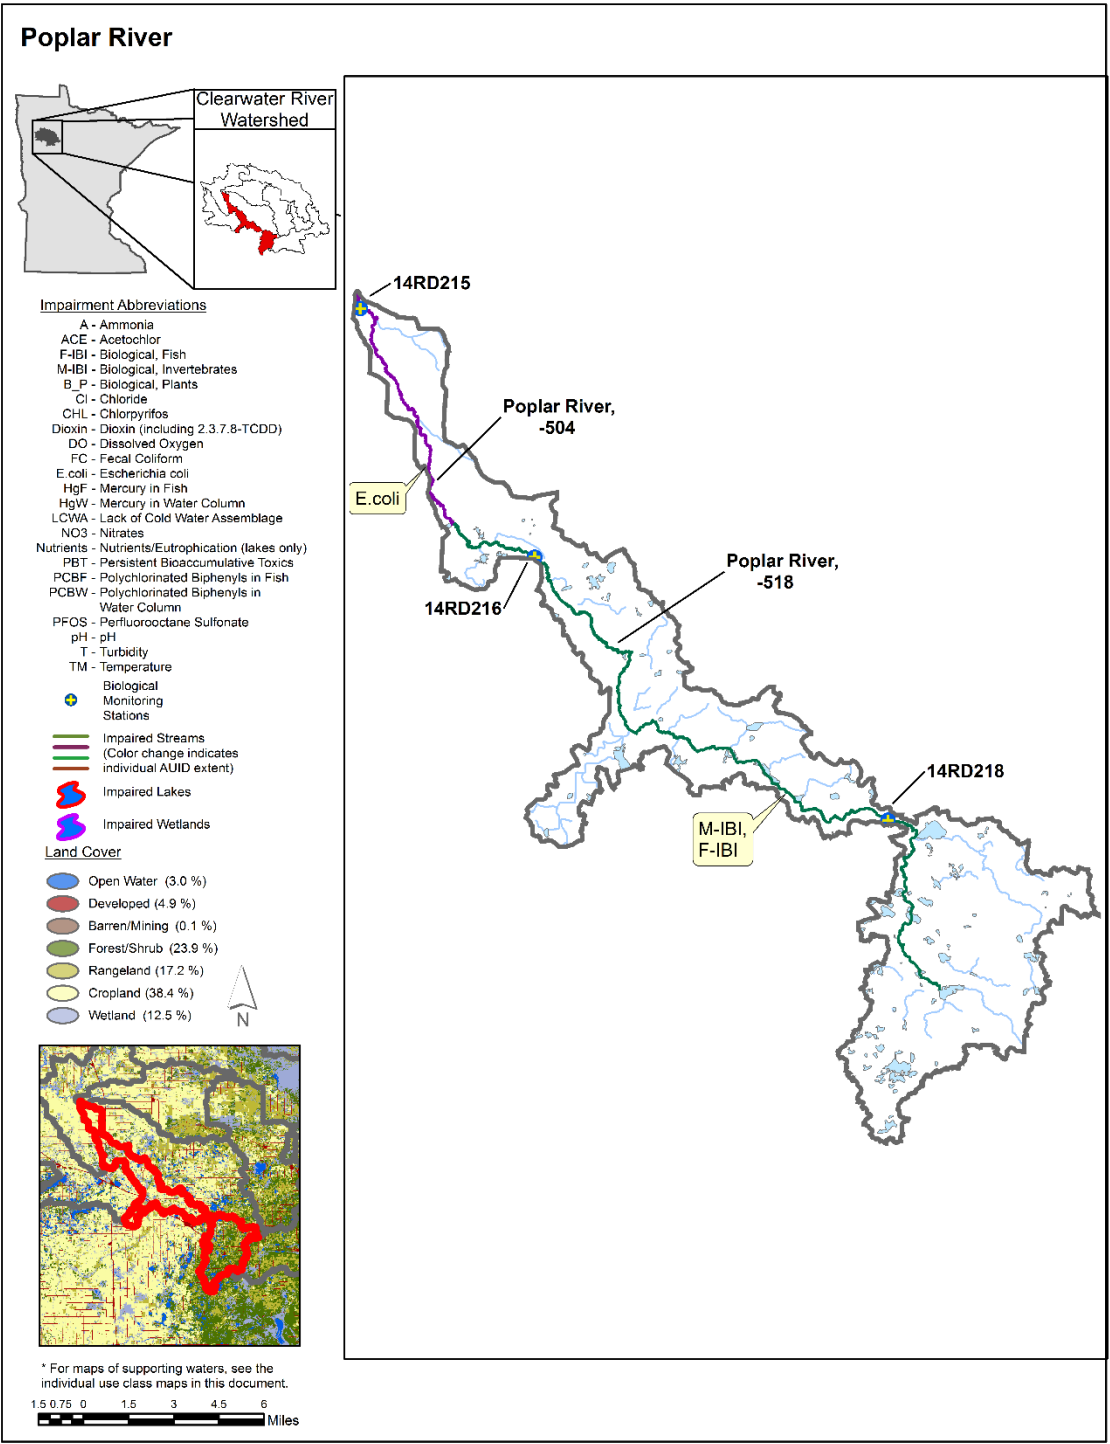 Poplar River
Clearwater River
Watershed
Impairment Abbreviations
A - Ammonia
ACE - Acetochlor
F-IBI - Biological, Fish
M-IBI - Biological, Invertebrates
B_P - Biological, Plants
Cl - Chloride
CHL - Chlorpyrifos
Dioxin - Dioxin (including 2.3.7.8-TCDD)
DO - Dissolved Oxygen
FC - Fecal Coliform
E.coli - Escherichia coli
HgF - Mercury in Fish
HgW - Mercury in Water Column
LCWA - Lack of Cold Water Assemblage
NO3 - Nitrates
Nutrients - Nutrients/Eutrophication (lakes only)
PBT - Persistent Bioaccumulative Toxics
PCBF - Polychlorinated Biphenyls in Fish
PCBW - Polychlorinated Biphenyls in
Water Column
PFOS - Perfluorooctane Sulfonate
pH - pH
T - Turbidity
TM - Temperature
Biological
Monitoring
Stations
Impaired Streams
(Color change indicates
individual AUID extent)
Impaired Lakes
Impaired Wetlands
Land Cover
Open Water (3.0 %)
Developed (4.9 %)
Barren/Mining (0.1 %)
Forest/Shrub (23.9 %)
Rangeland (17.2 %)
Cropland (38.4 %)
Wetland (12.5 %)
N
* For maps of supporting waters, see the
individual use class maps in this document.
1.5 0.75 0 1.5 3 4.5 6
Miles
14RD215
Poplar River,
-504
E.coli
14RD216
Poplar River,
-518
14RD218
M-IBI,
F-IBI